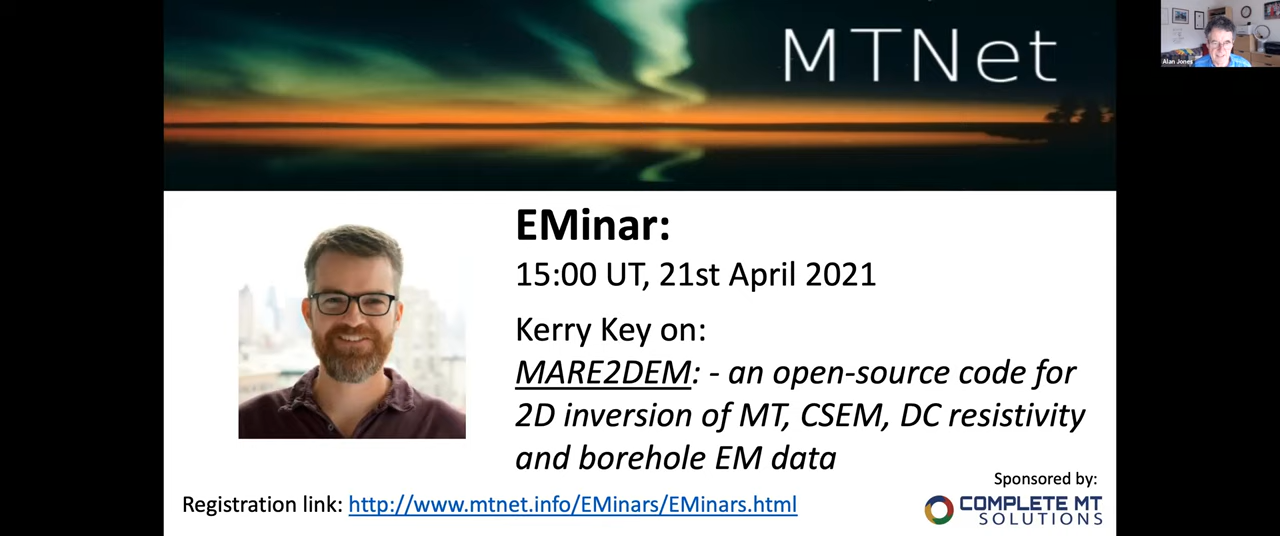 MTNet
Alan Jones
EMinar:
15:00 UT, 21st April 2021
Kerry Key on:
MARE2DEM: - an open-source code for
2D inversion of MT, CSEM, DC resistivity
and borehole EM data
Sponsored by:
Registration link: http://www.mtnet.info/EMinars/EMinars.html
COMPLETE MT
SOLUTIONS